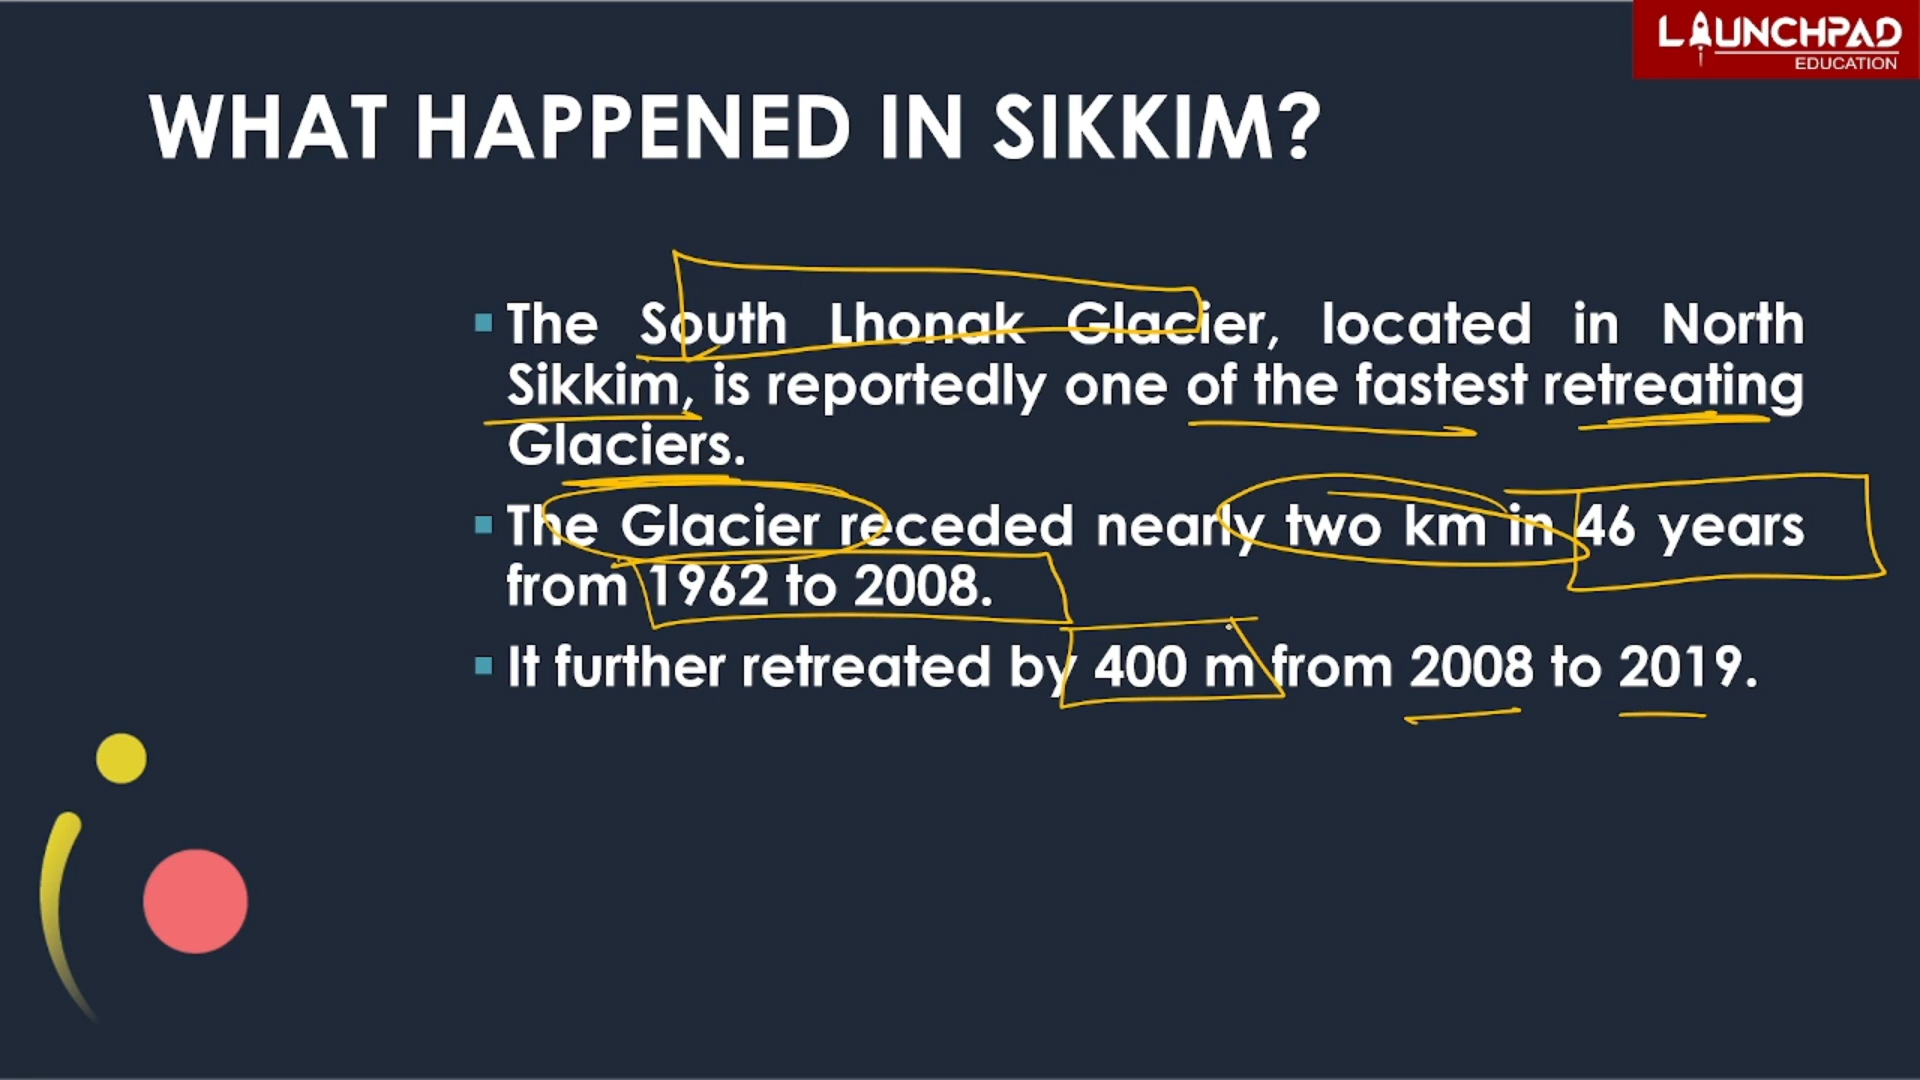 LAUNCHPAD
EDUCATION
WHAT HAPPENED IN SIKKIM?
The South Lhonak Glacier, located in North
Sikkim, is reportedly one of the fastest retreating
Glaciers.
The Glacier receded nearly two km in 46 years
from 1962 to 2008.
It further retreated by 400 m from 2008 to 2019.